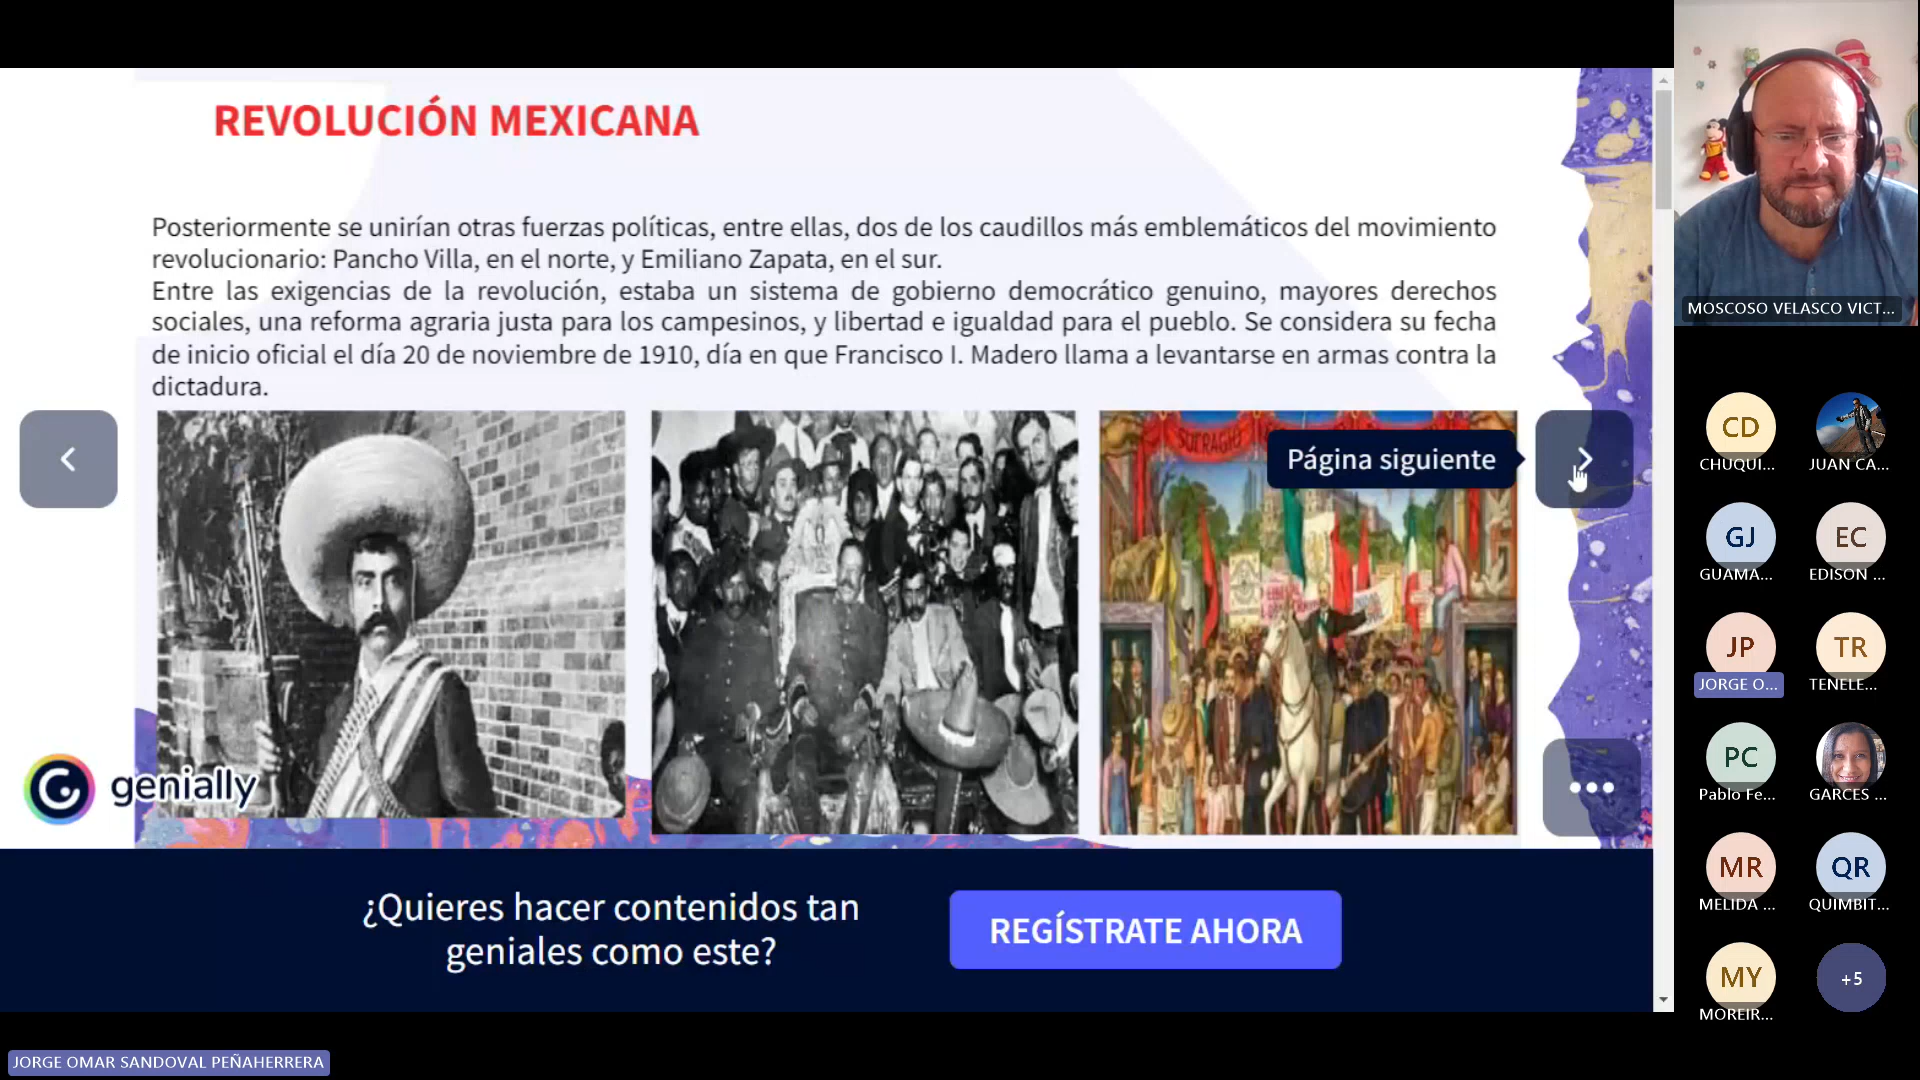 REVOLUCIÓN MEXICANA
Posteriormente se unirían otras fuerzas políticas, entre ellas, dos de los caudillos más emblemáticos del movimiento
revolucionario: Pancho Villa, en el norte, y Emiliano Zapata, en el sur.
Entre las exigencias de la revolución, estaba un sistema de gobierno democrático genuino, mayores derechos
sociales, una reforma agraria justa para los campesinos, y libertad e igualdad para el pueblo. Se considera su fecha
de inicio oficial el día 20 de noviembre de 1910, día en que Francisco I. Madero llama a levantarse en armas contra la
dictadura.
SUFRAGIO
Página siguiente
genially
¿Quieres hacer contenidos tan
geniales como este?
REGÍSTRATE AHORA
JORGE OMAR SANDOVAL PEÑAHERRERA
MOSCOSO VELASCO VICT...
CD
CHUQUI...
JUAN CA...
GJ
GUAMA...
EC
EDISON ...
JP
JORGE O...
TR
TENELE...
PC
Pablo Fe...
GARCES ...
MR
MELIDA ...
QR
QUIMBIT...
MY
MOREIR...
+5